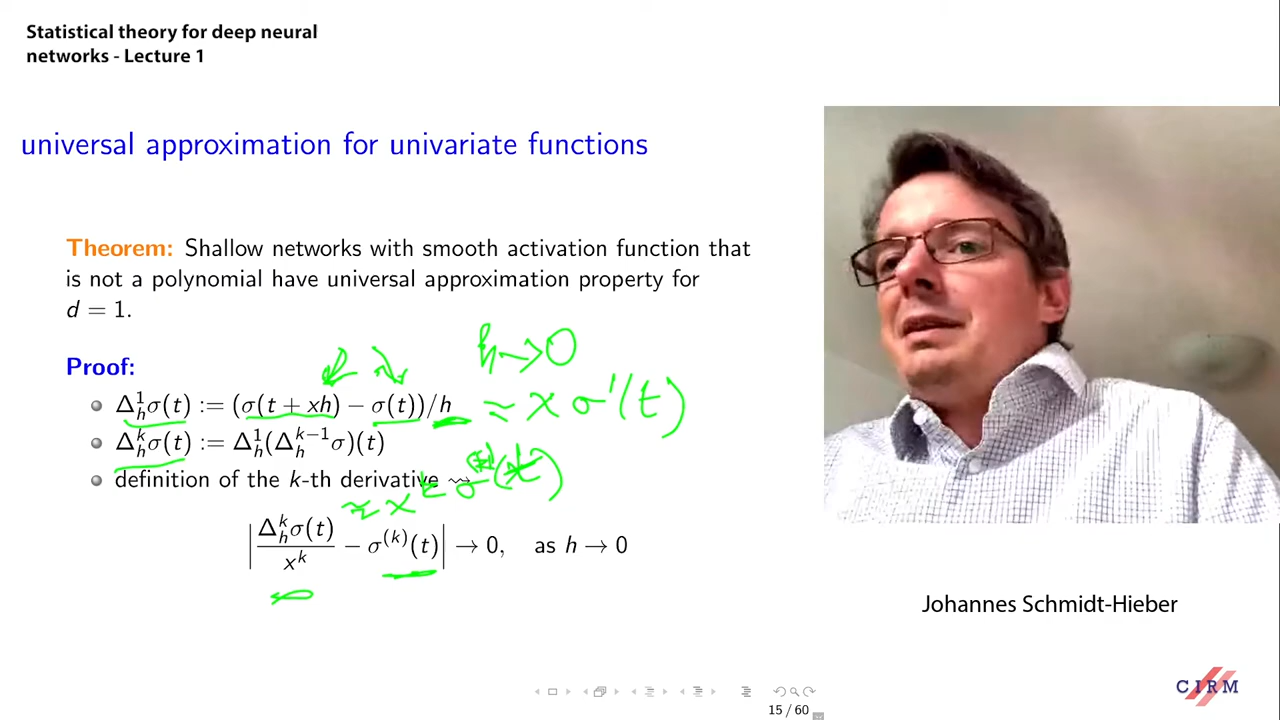 Statistical theory for deep neural
networks - Lecture 1
universal approximation for univariate functions
Theorem: Shallow networks with smooth activation function that
is not a polynomial have universal approximation property for
d = 1.
h → 0
Proof:
Δ¹ₕσ(t) := (σ(t + xh) − σ(t))/h ≈ x σ'(t)
Δᵏₕσ(t) := Δ¹ₕ(Δᵏ⁻¹ₕσ)(t)
definition of the k-th derivative ⇝
≈ xᵏ σ⁽ᵏ⁾(t)
|Δᵏₕσ(t)/xᵏ − σ⁽ᵏ⁾(t)| → 0, as h → 0
Johannes Schmidt-Hieber
CIRM
15 / 60